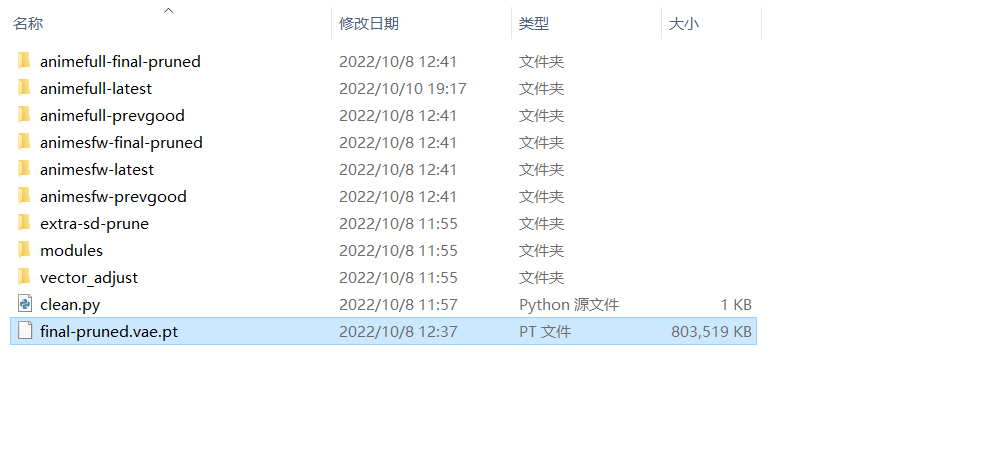 名称 修改日期 类型 大小
animefull-final-pruned 2022/10/8 12:41 文件夹
animefull-latest 2022/10/10 19:17 文件夹
animefull-prevgood 2022/10/8 12:41 文件夹
animesfw-final-pruned 2022/10/8 12:41 文件夹
animesfw-latest 2022/10/8 12:41 文件夹
animesfw-prevgood 2022/10/8 12:41 文件夹
extra-sd-prune 2022/10/8 11:55 文件夹
modules 2022/10/8 11:55 文件夹
vector_adjust 2022/10/8 11:55 文件夹
clean.py 2022/10/8 11:57 Python 源文件 1 KB
final-pruned.vae.pt 2022/10/8 12:37 PT 文件 803,519 KB